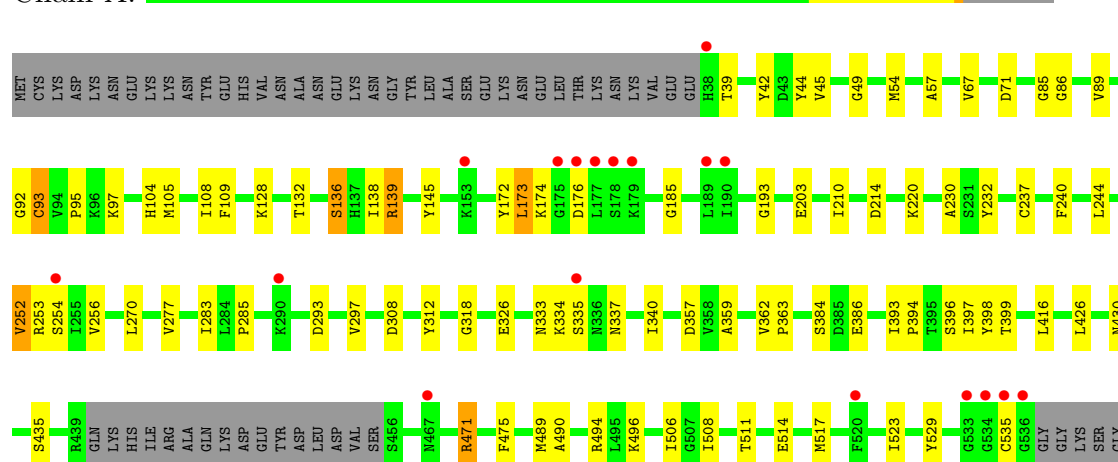 Chain A:
MET CYS LYS ASP LYS ASN GLU LYS LYS ASN TYR GLU HIS VAL ASN ALA ASN GLU LYS ASN GLY TYR LEU ALA SER GLU LYS ASN GLU LEU THR LYS ASN LYS VAL GLU GLU H38 T39 Y42 D43 Y44 V45 G49 M54 A57 V67 D71 G85 G86 V89
G92 C93 V94 P95 K96 K97 H104 M105 I108 F109 K128 T132 S136 H137 I138 R139 Y145 K153 Y172 L173 K174 G175 D176 L177 S178 K179 G185 L189 I190 G193 E203 I210 D214 K220 A230 S231 Y232 C237 F240 L244
V252 R253 S254 I255 V256 L270 V277 I283 L284 P285 K290 D293 V297 D308 Y312 G318 E326 N333 K334 S335 N336 N337 I340 D357 V358 A359 V362 P363 S384 D385 E386 I393 P394 T395 S396 I397 Y398 T399 L416 L426 N430
S435 R439 GLN LYS HIS ILE ARG ALA GLN LYS ASP GLU TYR ASP LEU ASP VAL SER S456 N467 R471 F475 M489 A490 R494 L495 K496 I506 G507 I508 T511 E514 M517 F520 I523 Y529 G533 G534 C535 G536 GLY GLY LYS SER GLY